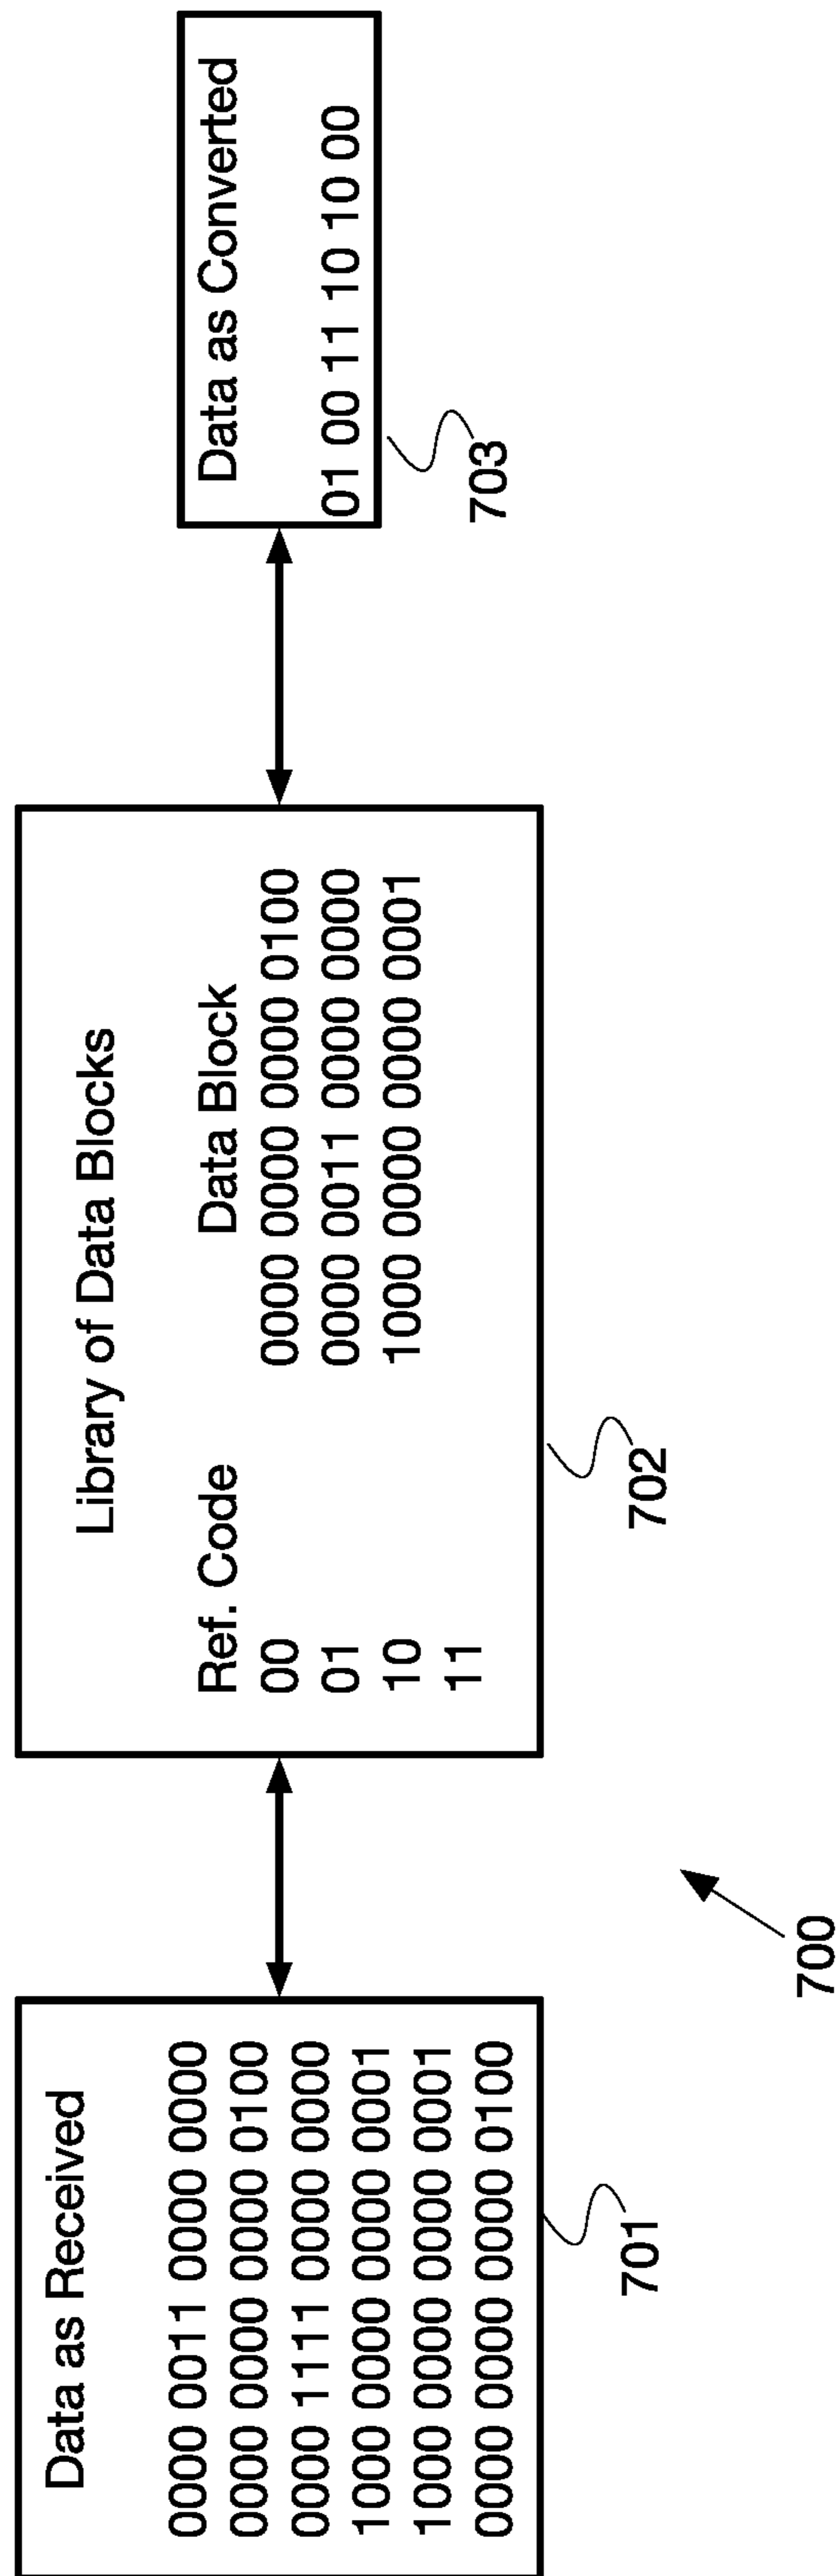 Data as Received
0000 0011 0000 0000
0000 0000 0000 0100
0000 1111 0000 0000
1000 0000 0000 0001
1000 0000 0000 0001
0000 0000 0000 0100
701
Library of Data Blocks
Ref. Code Data Block
00 0000 0000 0000 0100
01 0000 0011 0000 0000
10 1000 0000 0000 0001
11
702
Data as Converted
01 00 11 10 10 00
703
700